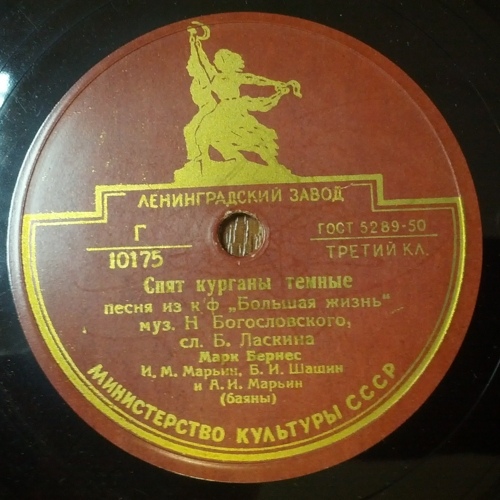 ЛЕНИНГРАДСКИЙ ЗАВОД
Г
10175
ГОСТ 5289-50
ТРЕТИЙ КЛ.
Спят курганы темные
песня из к/ф „Большая жизнь"
муз. Н Богословского,
сл. Б. Ласкина
Марк Бернес
И. М. Марьин, Б. И. Шашин
и А. И. Марьин
(баяны)
МИНИСТЕРСТВО КУЛЬТУРЫ СССР